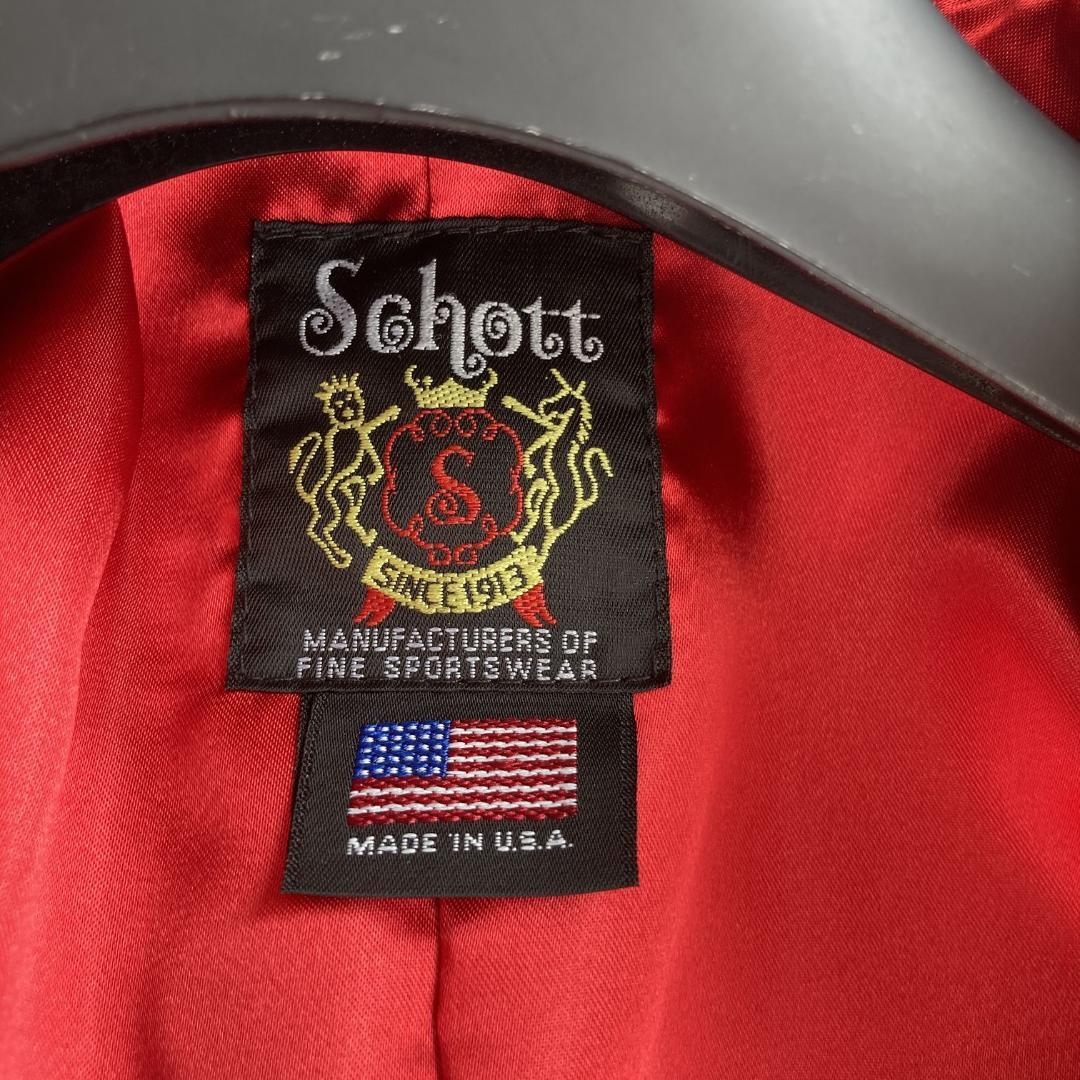 Schott
S
SINCE 1913
MANUFACTURERS OF
FINE SPORTSWEAR
MADE IN U.S.A.